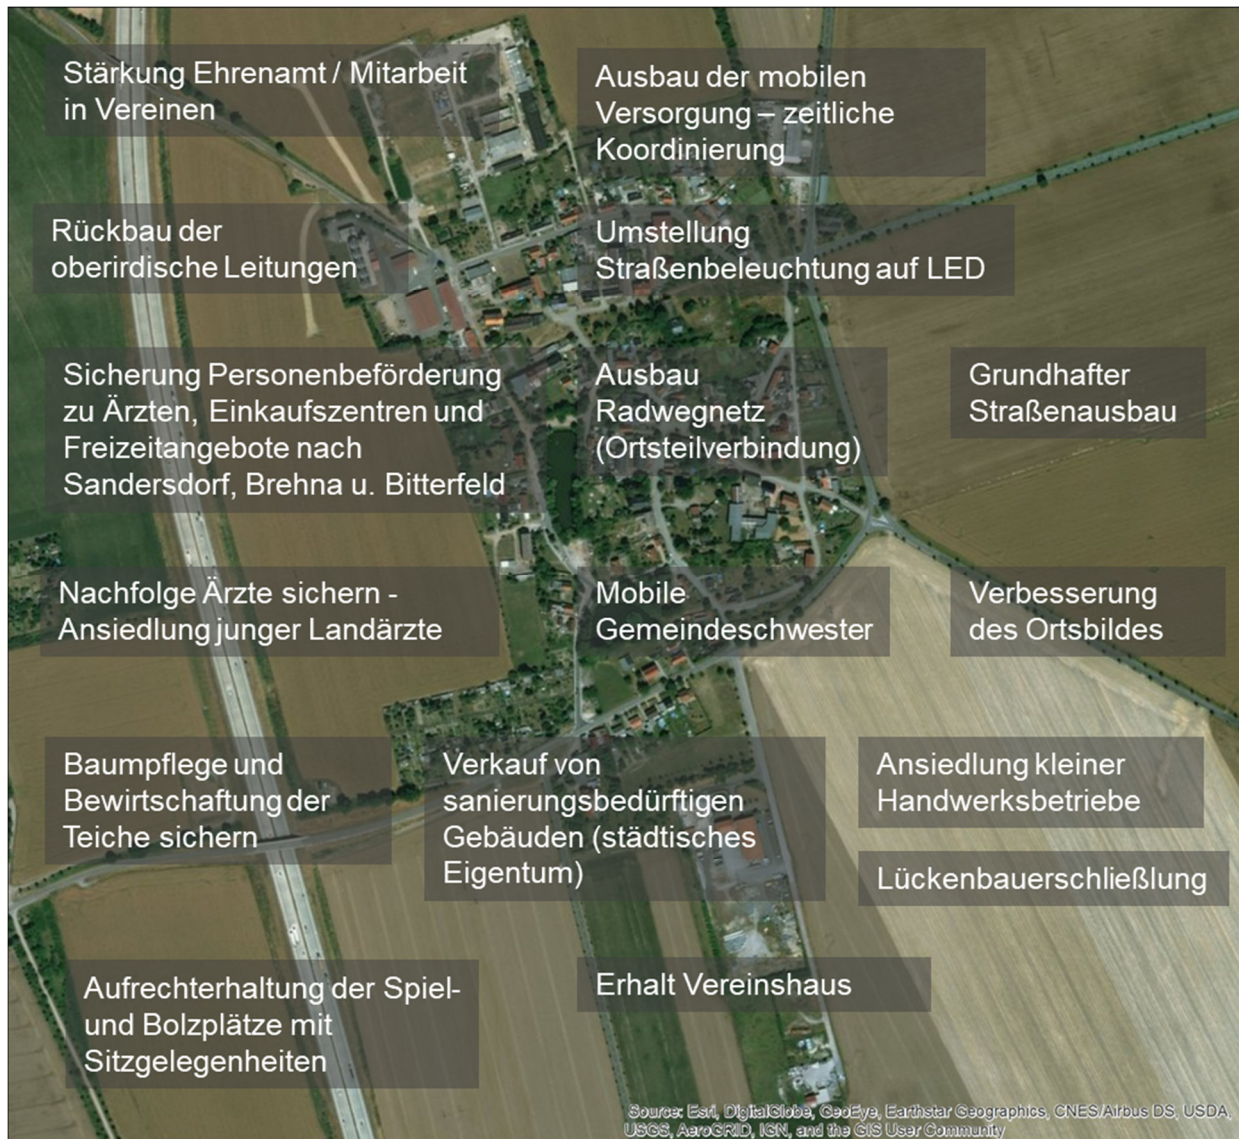 Stärkung Ehrenamt / Mitarbeit
in Vereinen
Ausbau der mobilen
Versorgung – zeitliche
Koordinierung
Rückbau der
oberirdische Leitungen
Umstellung
Straßenbeleuchtung auf LED
Sicherung Personenbeförderung
zu Ärzten, Einkaufszentren und
Freizeitangebote nach
Sandersdorf, Brehna u. Bitterfeld
Ausbau
Radwegnetz
(Ortsteilverbindung)
Grundhafter
Straßenausbau
Nachfolge Ärzte sichern -
Ansiedlung junger Landärzte
Mobile
Gemeindeschwester
Verbesserung
des Ortsbildes
Baumpflege und
Bewirtschaftung der
Teiche sichern
Verkauf von
sanierungsbedürftigen
Gebäuden (städtisches
Eigentum)
Ansiedlung kleiner
Handwerksbetriebe
Lückenbauerschließlung
Aufrechterhaltung der Spiel-
und Bolzplätze mit
Sitzgelegenheiten
Erhalt Vereinshaus
Source: Esri, DigitalGlobe, GeoEye, Earthstar Geographics, CNES/Airbus DS, USDA,
USGS, AeroGRID, IGN, and the GIS User Community